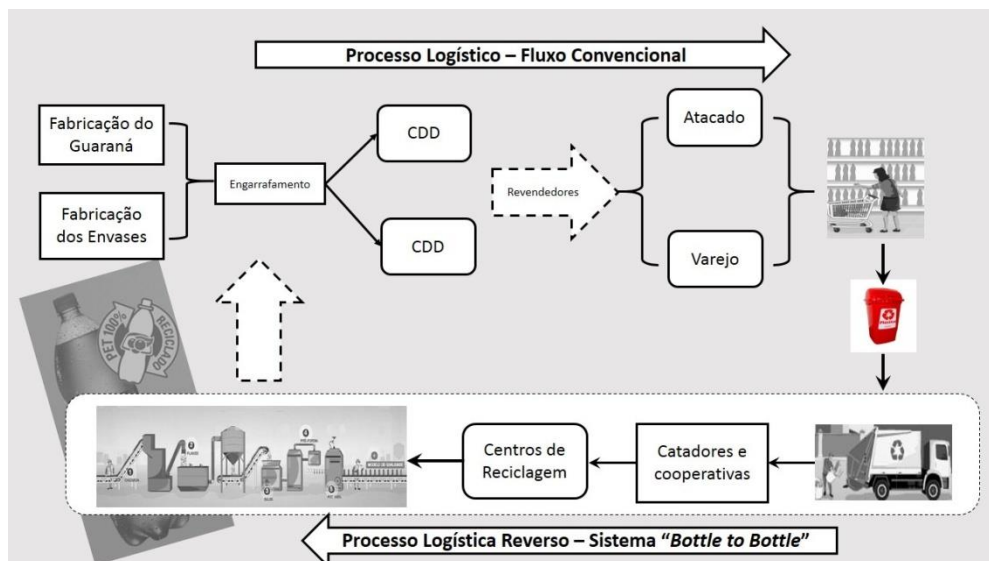 Processo Logístico – Fluxo Convencional
Fabricação do
Guaraná
Fabricação
dos Envases
Engarrafamento
CDD
CDD
Revendedores
Atacado
Varejo
PET 100%
RECICLADO
Centros de
Reciclagem
Catadores e
cooperativas
Processo Logística Reverso – Sistema “Bottle to Bottle”